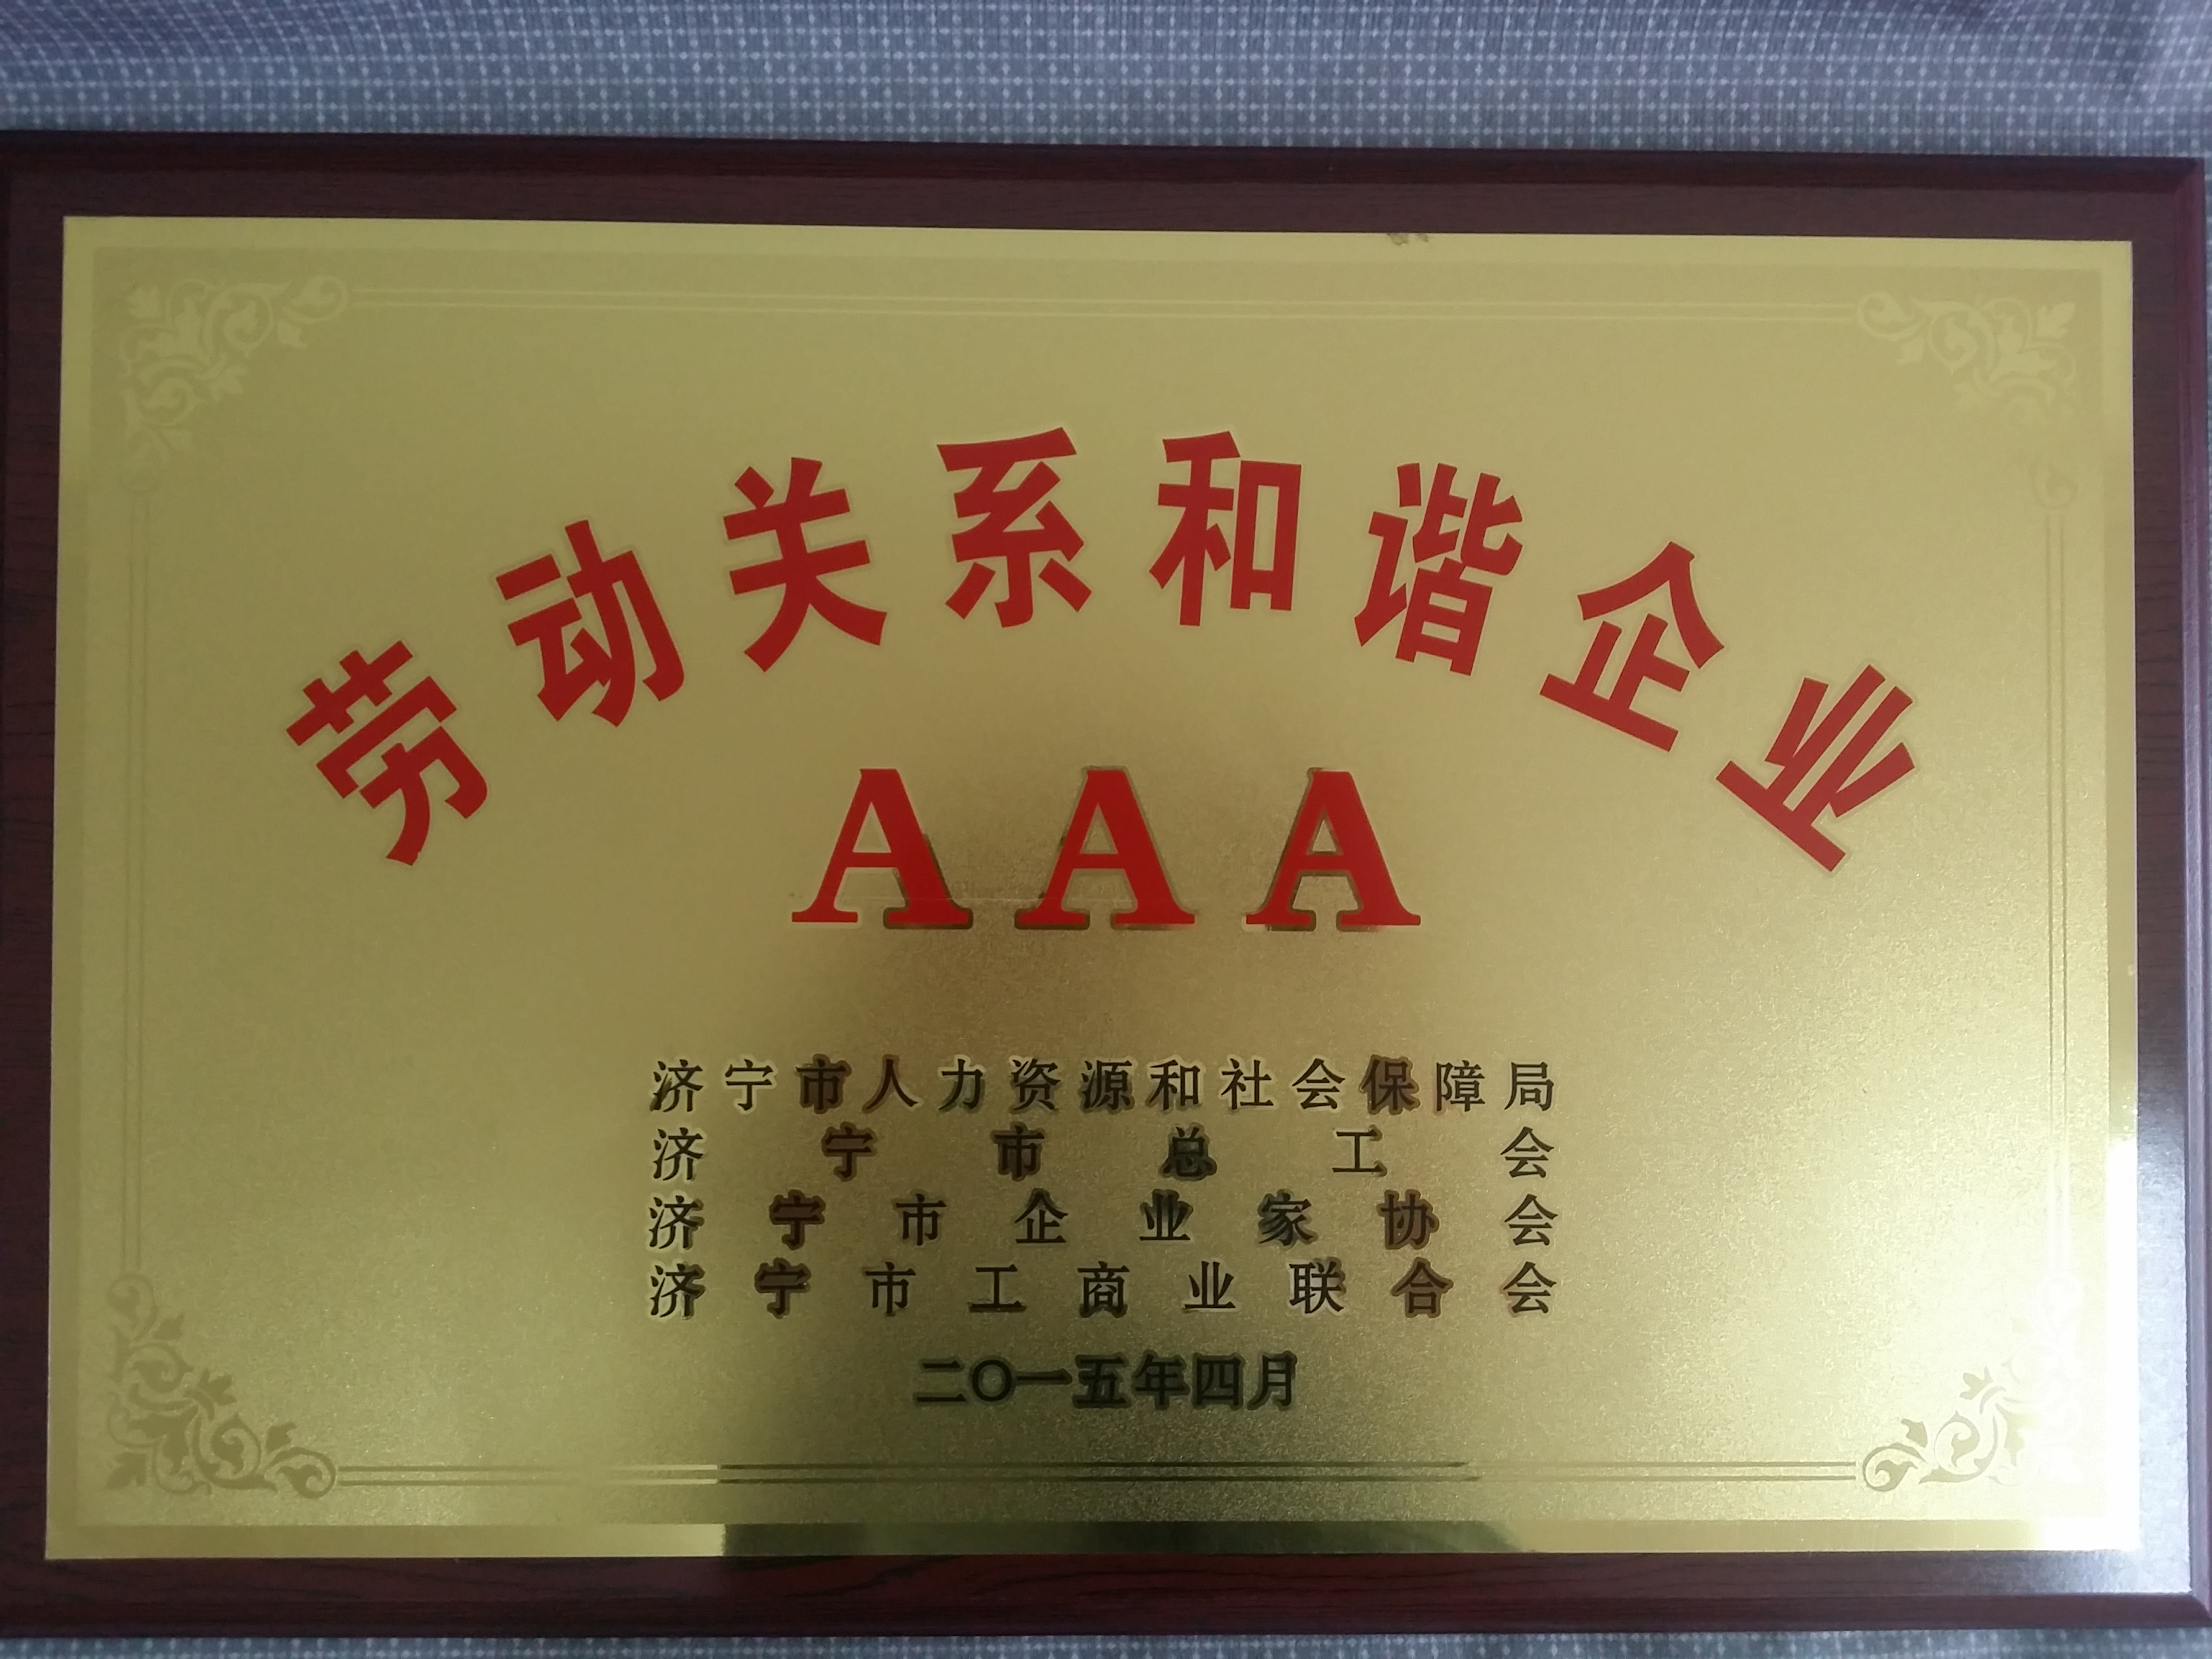 劳动关系和谐企业
AAA
济宁市人力资源和社会保障局
济宁市总工会
济宁市企业家协会
济宁市工商业联合会
二〇一五年四月